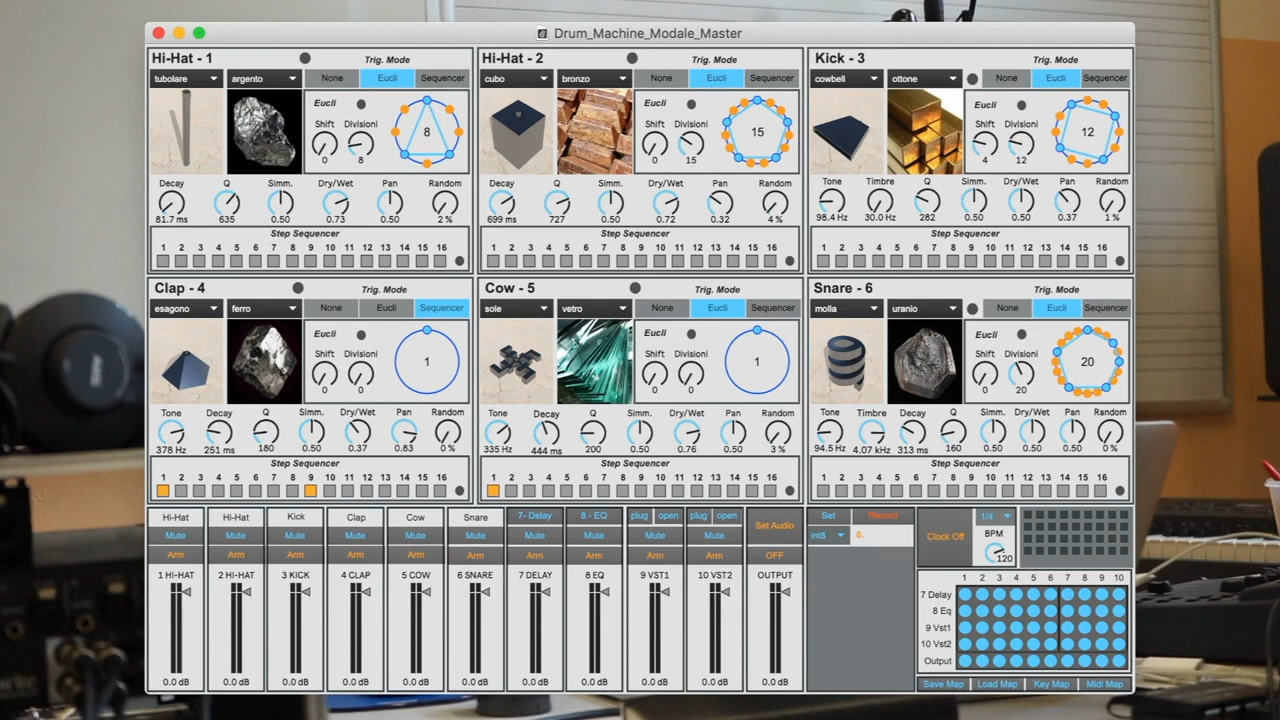 Drum_Machine_Modale_Master
Hi-Hat - 1
Trig. Mode
tubolare
argento
None
Eucli
Sequencer
Eucli
Shift
Divisioni
0
8
8
Decay
Q
Simm.
Dry/Wet
Pan
Random
81.7 ms
635
0.50
0.73
0.50
2 %
Step Sequencer
1 2 3 4 5 6 7 8 9 10 11 12 13 14 15 16
Hi-Hat - 2
Trig. Mode
cubo
bronzo
None
Eucli
Sequencer
Eucli
Shift
Divisioni
0
15
15
Decay
Q
Simm.
Dry/Wet
Pan
Random
699 ms
727
0.50
0.72
0.32
4 %
Step Sequencer
1 2 3 4 5 6 7 8 9 10 11 12 13 14 15 16
Kick - 3
Trig. Mode
cowbell
ottone
None
Eucli
Sequencer
Eucli
Shift
Divisioni
4
12
12
Tone
Timbre
Q
Simm.
Dry/Wet
Pan
Random
98.4 Hz
30.0 Hz
282
0.50
0.50
0.37
1 %
Step Sequencer
1 2 3 4 5 6 7 8 9 10 11 12 13 14 15 16
Clap - 4
Trig. Mode
esagono
ferro
None
Eucli
Sequencer
Eucli
Shift
Divisioni
0
0
1
Tone
Decay
Q
Simm.
Dry/Wet
Pan
Random
378 Hz
251 ms
180
0.50
0.37
0.83
0 %
Step Sequencer
1 2 3 4 5 6 7 8 9 10 11 12 13 14 15 16
Cow - 5
Trig. Mode
sole
vetro
None
Eucli
Sequencer
Eucli
Shift
Divisioni
0
0
1
Tone
Decay
Q
Simm.
Dry/Wet
Pan
Random
335 Hz
444 ms
200
0.50
0.76
0.50
3 %
Step Sequencer
1 2 3 4 5 6 7 8 9 10 11 12 13 14 15 16
Snare - 6
Trig. Mode
molla
uranio
None
Eucli
Sequencer
Eucli
Shift
Divisioni
0
20
20
Tone
Timbre
Decay
Q
Simm.
Dry/Wet
Pan
Random
94.5 Hz
4.07 kHz
313 ms
160
0.50
0.50
0.50
0 %
Step Sequencer
1 2 3 4 5 6 7 8 9 10 11 12 13 14 15 16
Hi-Hat
Hi-Hat
Kick
Clap
Cow
Snare
7- Delay
8 - EQ
plug open
plug open
Set Audio
Mute Mute Mute Mute Mute Mute Mute Mute Mute Mute
Arm Arm Arm Arm Arm Arm Arm Arm Arm Arm
OFF
1 HI-HAT
2 HI-HAT
3 KICK
4 CLAP
5 COW
6 SNARE
7 DELAY
8 EQ
9 VST1
10 VST2
OUTPUT
0.0 dB 0.0 dB 0.0 dB 0.0 dB 0.0 dB 0.0 dB 0.0 dB 0.0 dB 0.0 dB 0.0 dB 0.0 dB
Set
Record
int8
0.
Clock Off
1/4
BPM
120
1 2 3 4 5 6 7 8 9 10
7 Delay
8 Eq
9 Vst1
10 Vst2
Output
Save Map
Load Map
Key Map
Midi Map